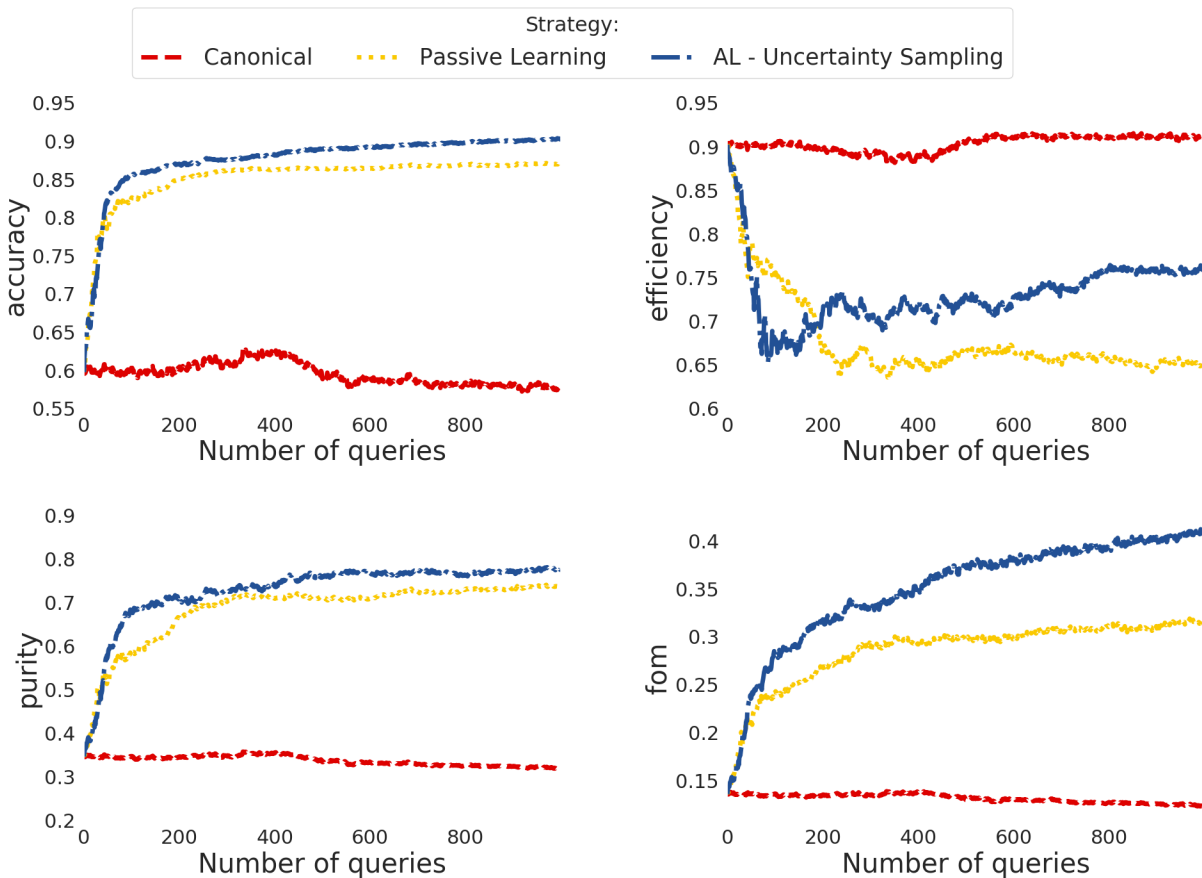 Strategy:
Canonical Passive Learning AL - Uncertainty Sampling
accuracy
0.95
0.9
0.85
0.8
0.75
0.7
0.65
0.6
0.55
0 200 400 600 800
Number of queries
efficiency
0.95
0.9
0.85
0.8
0.75
0.7
0.65
0.6
0 200 400 600 800
Number of queries
purity
0.9
0.8
0.7
0.6
0.5
0.4
0.3
0.2
0 200 400 600 800
Number of queries
fom
0.4
0.35
0.3
0.25
0.2
0.15
0 200 400 600 800
Number of queries